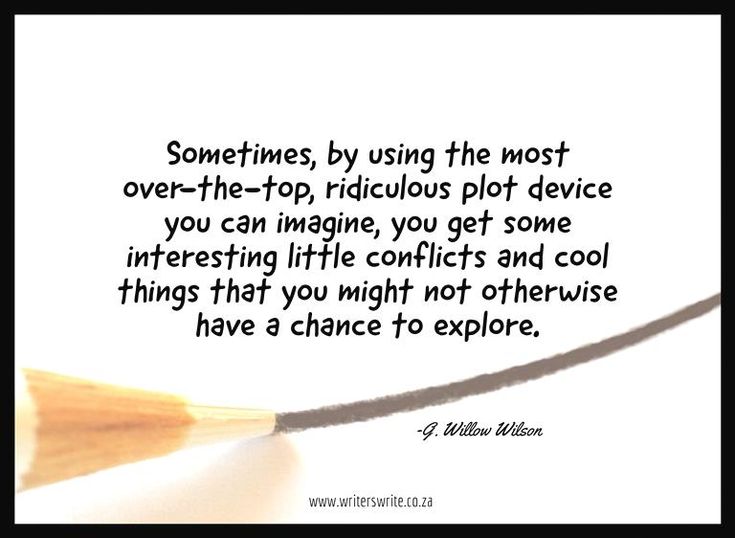 Sometimes, by using the most
over-the-top, ridiculous plot device
you can imagine, you get some
interesting little conflicts and cool
things that you might not otherwise
have a chance to explore.
-G. Willow Wilson
www.writerswrite.co.za